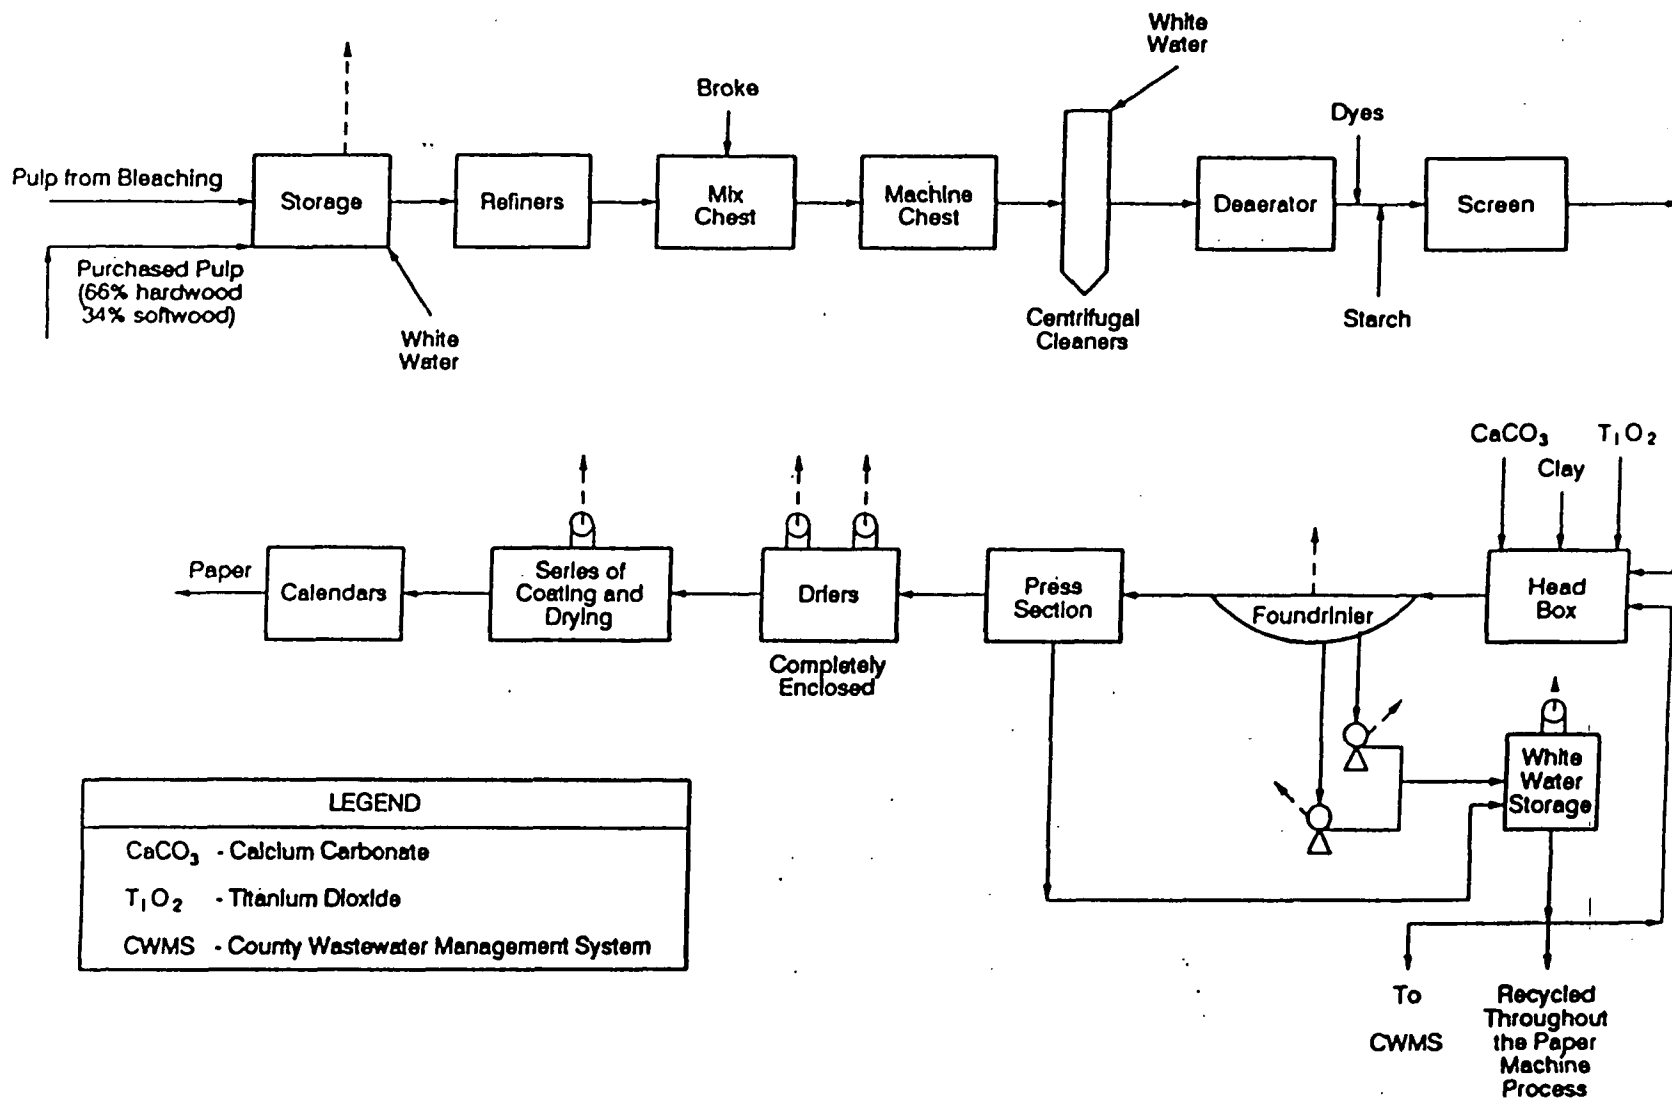 White
Water
Broke
Dyes
Pulp from Bleaching
Storage
Refiners
Mix
Chest
Machine
Chest
Deaerator
Screen
Purchased Pulp
(66% hardwood
34% softwood)
White
Water
Centrifugal
Cleaners
Starch
CaCO₃
TᵢO₂
Clay
Paper
Calendars
Series of
Coating and
Drying
Driers
Completely
Enclosed
Press
Section
Foundrinier
Head
Box
White
Water
Storage
LEGEND
CaCO₃ - Calcium Carbonate
TᵢO₂ - Titanium Dioxide
CWMS - County Wastewater Management System
To
CWMS
Recycled
Throughout
the Paper
Machine
Process